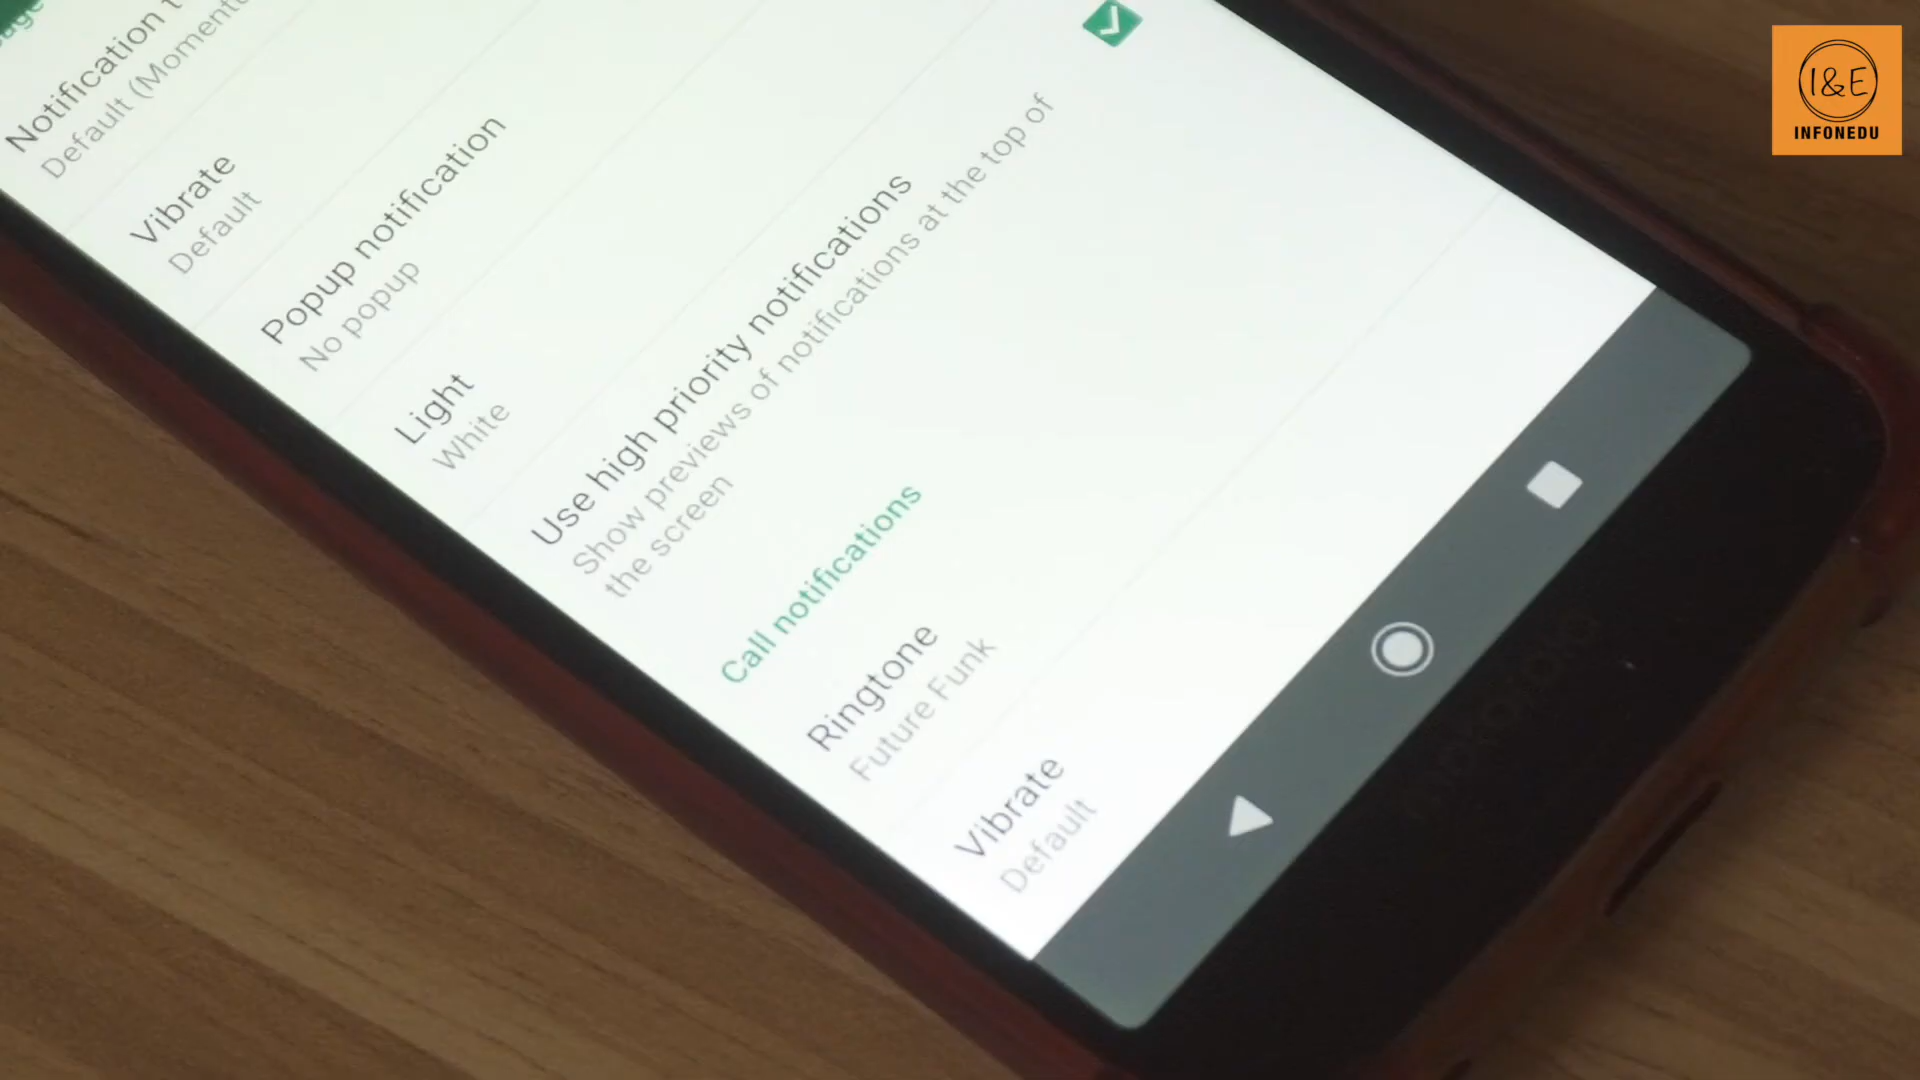 Notification
Default (Moment
Vibrate
Default
Popup notification
No popup
Light
White
Use high priority notifications
Show previews of notifications at the top of
the screen
Call notifications
Ringtone
Future Funk
Vibrate
Default
I&E
INFONEDU